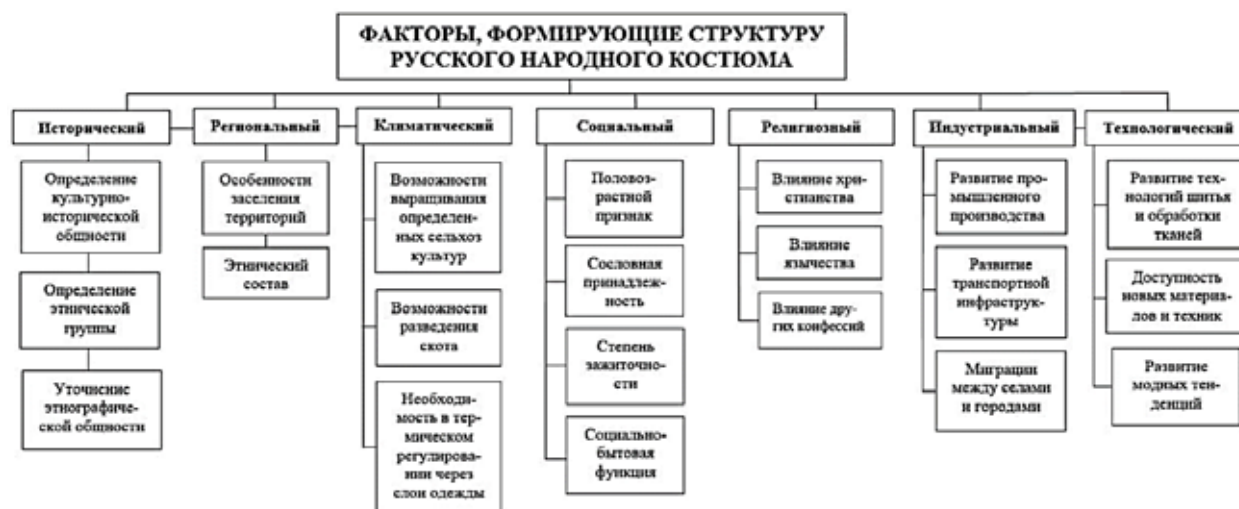 ФАКТОРЫ, ФОРМИРУЮЩИЕ СТРУКТУРУ
РУССКОГО НАРОДНОГО КОСТЮМА
Исторический
Определение
культурно-
исторической
общности
Определение
этнической
группы
Уточнение
этнографиче-
ской общности
Региональный
Особенности
заселения
территорий
Этнический
состав
Климатический
Возможности
выращивания
определен-
ных сельхоз
культур
Возможности
разведения
скота
Необходи-
мость в тер-
мическом
регулирова-
нии через
слои одежды
Социальный
Половоз-
растной
признак
Сословная
принадлеж-
ность
Степень
зажиточно-
сти
Социально-
бытовая
функция
Религиозный
Влияние хри-
стианства
Влияние
язычества
Влияние дру-
гих конфессий
Индустриальный
Развитие про-
мышленного
производства
Развитие
транспортной
инфраструк-
туры
Миграции
между селами
и городами
Технологический
Развитие тех-
нологий шитья
и обработки
тканей
Доступность
новых материа-
лов и техник
Развитие
модных тен-
денций